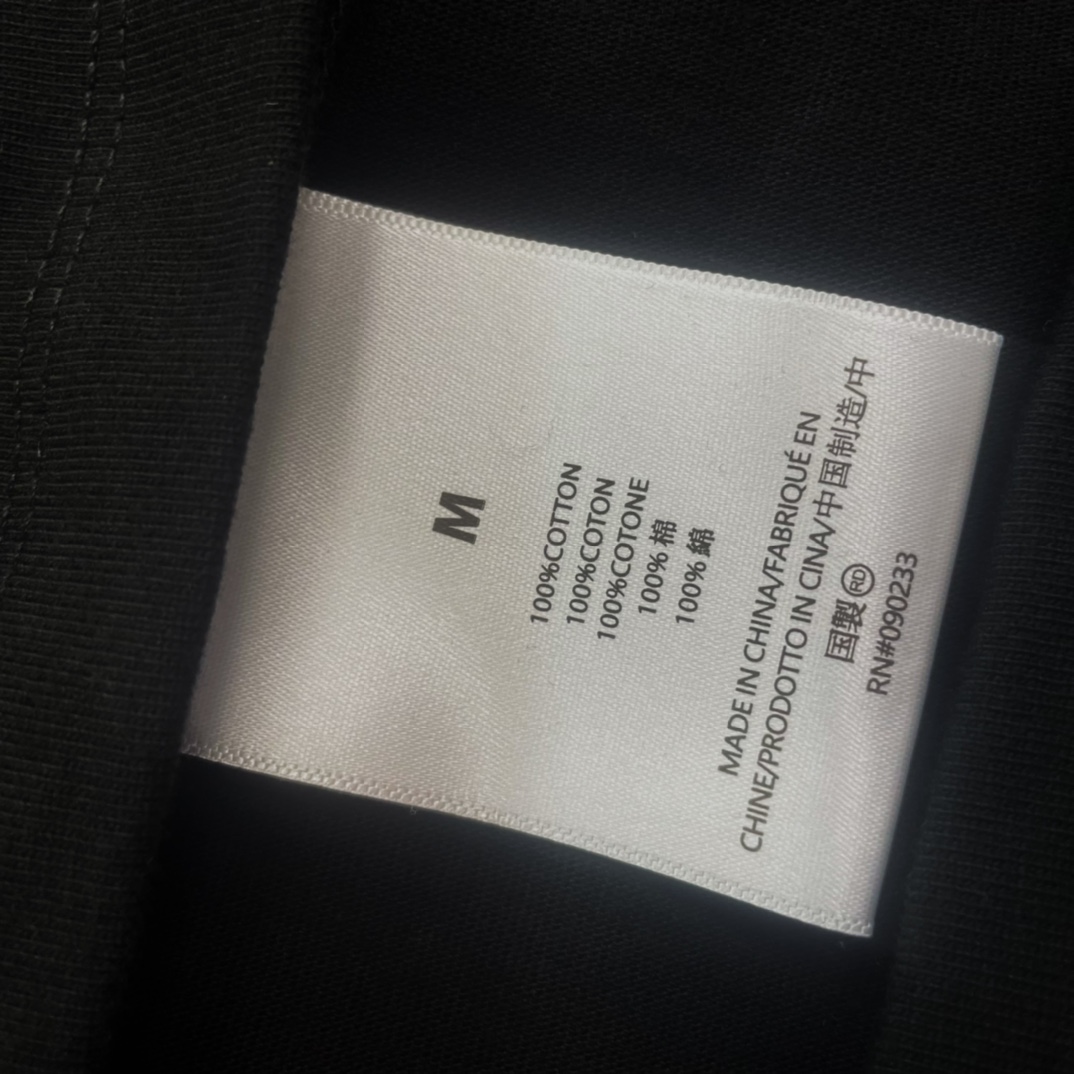 M
100%COTTON
100%COTON
100%COTONE
100% 棉
100% 綿
MADE IN CHINA/FABRIQUÉ EN
CHINE/PRODOTTO IN CINA/中国制造/中
国製 RD
RN#090233